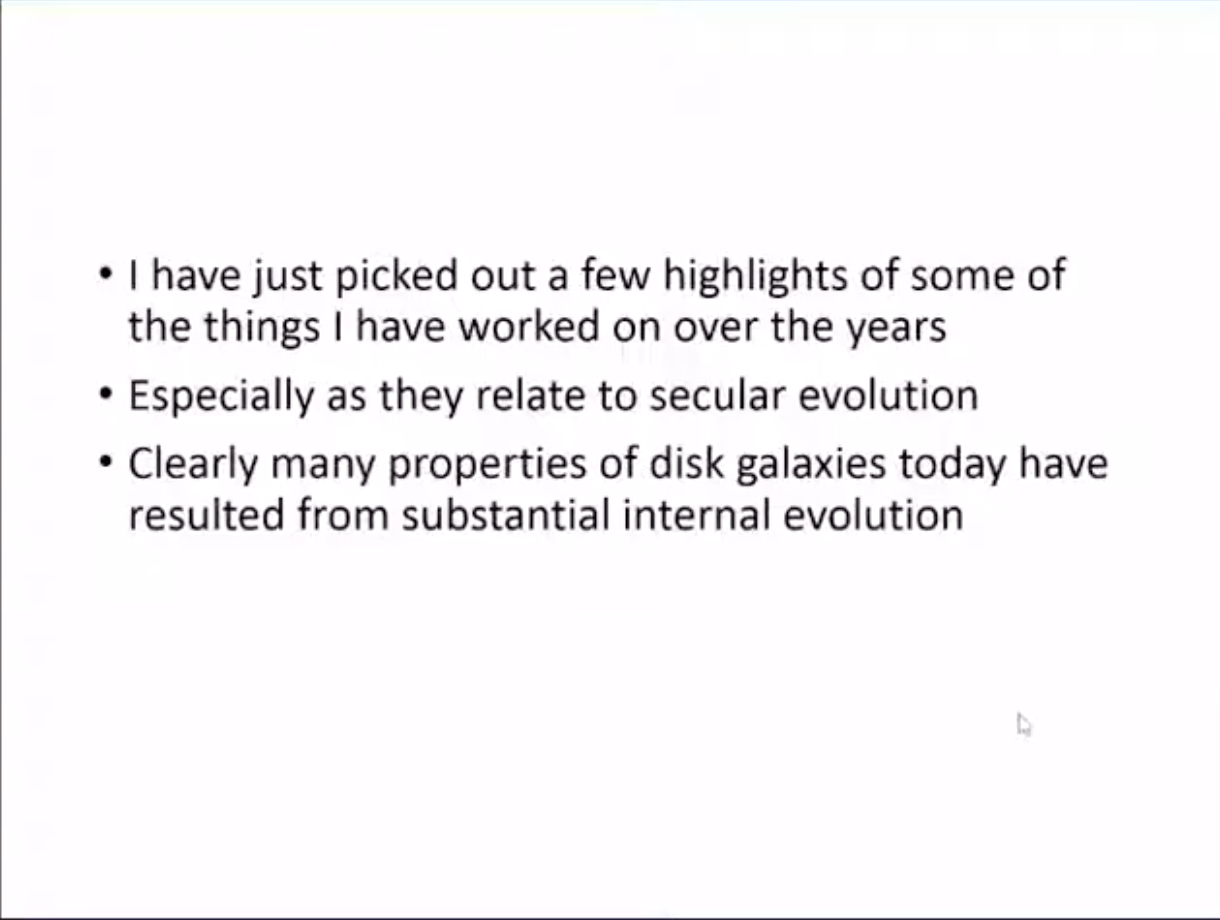 • I have just picked out a few highlights of some of
the things I have worked on over the years
• Especially as they relate to secular evolution
• Clearly many properties of disk galaxies today have
resulted from substantial internal evolution